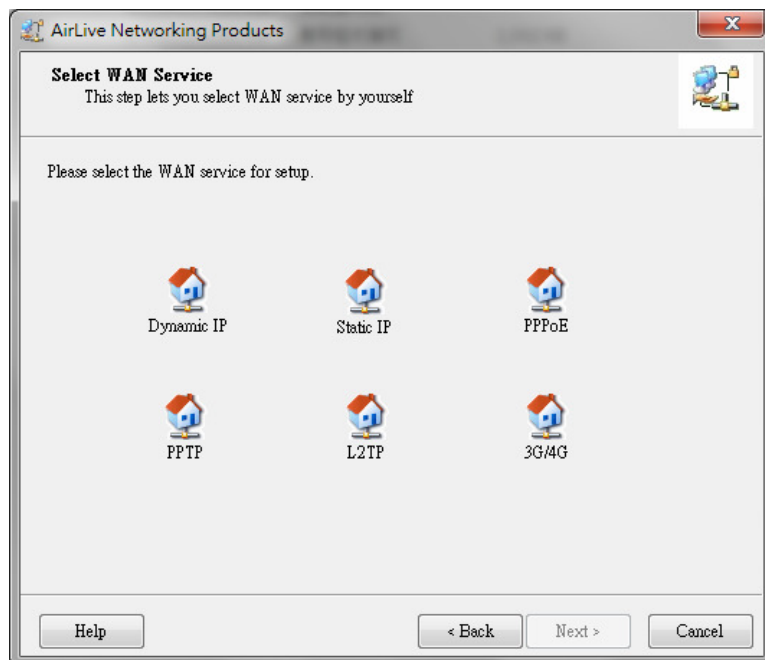 AirLive Networking Products
Select WAN Service
This step lets you select WAN service by yourself
Please select the WAN service for setup.
Dynamic IP
Static IP
PPPoE
PPTP
L2TP
3G/4G
Help
< Back
Next >
Cancel